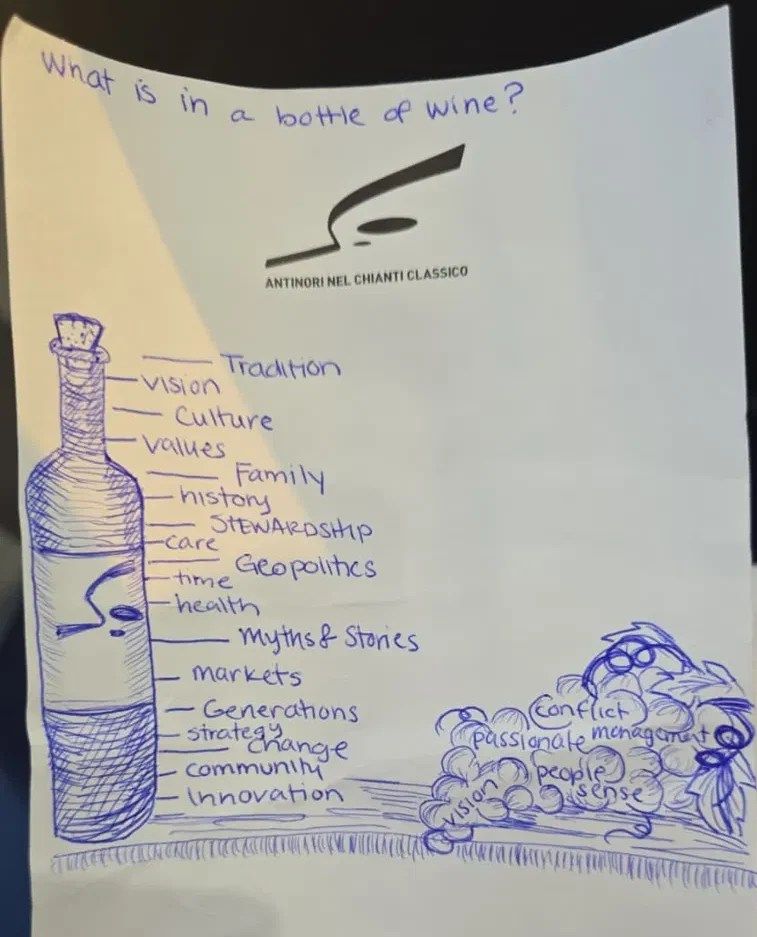 What is in a bottle of wine?
ANTINORI NEL CHIANTI CLASSICO
Tradition
vision
Culture
values
Family
history
STEWARDSHIP
care
Geopolitics
time
health
Myths & Stories
markets
Generations
strategy
change
community
Innovation
conflict
passionate management
people
sense
vision